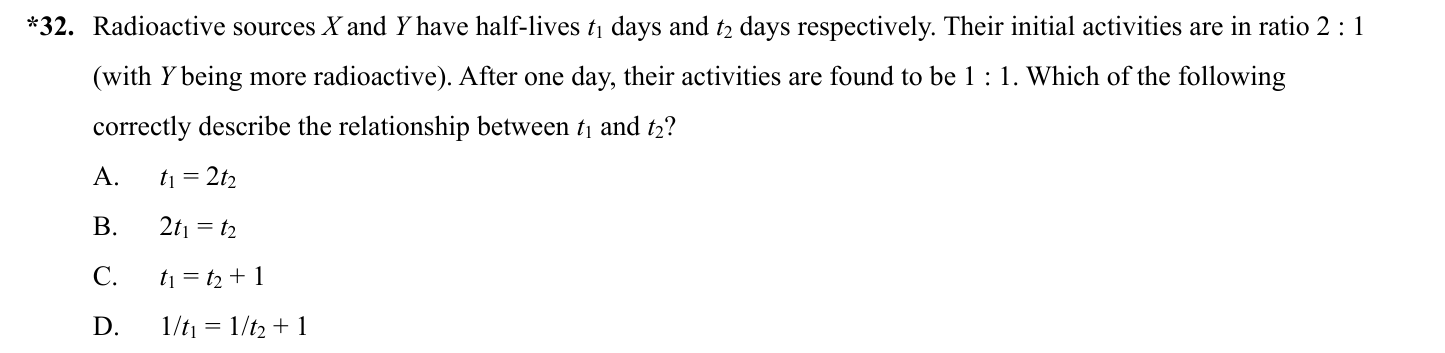 *32. Radioactive sources X and Y have half-lives t₁ days and t₂ days respectively. Their initial activities are in ratio 2 : 1
(with Y being more radioactive). After one day, their activities are found to be 1 : 1. Which of the following
correctly describe the relationship between t₁ and t₂?
A. t₁ = 2t₂
B. 2t₁ = t₂
C. t₁ = t₂ + 1
D. 1/t₁ = 1/t₂ + 1